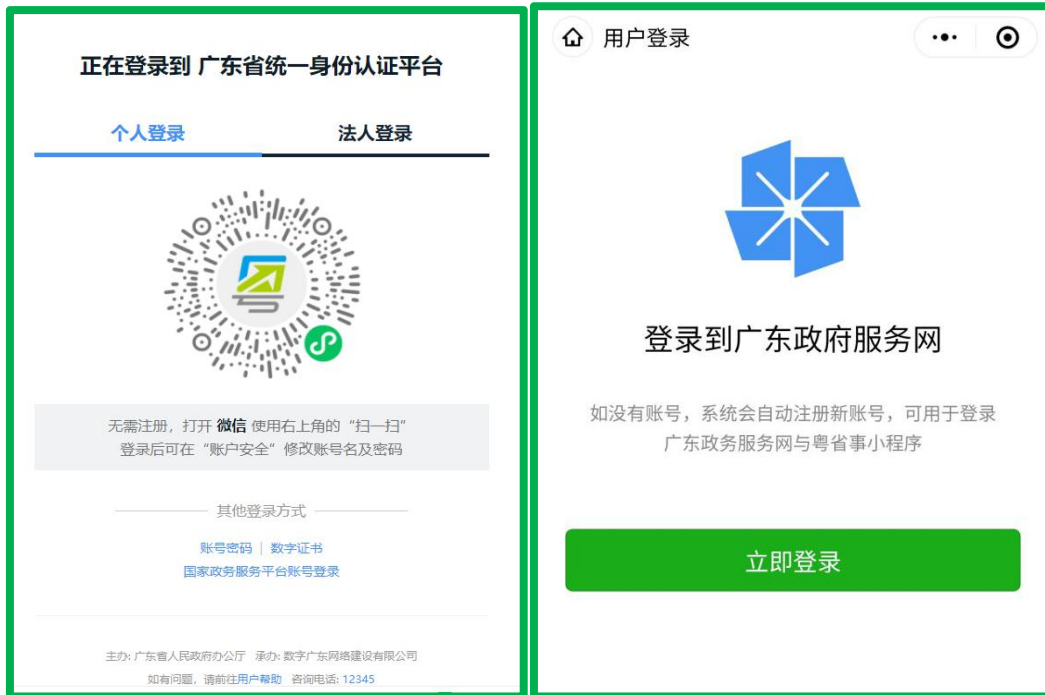 正在登录到 广东省统一身份认证平台
个人登录
法人登录
无需注册，打开 微信 使用右上角的“扫一扫”
登录后可在“账户安全”修改账号名及密码
其他登录方式
账号密码 | 数字证书
国家政务服务平台账号登录
主办: 广东省人民政府办公厅 承办: 数字广东网络建设有限公司
如有问题，请前往用户帮助 咨询电话: 12345
用户登录
登录到广东政府服务网
如没有账号，系统会自动注册新账号，可用于登录
广东政务服务网与粤省事小程序
立即登录